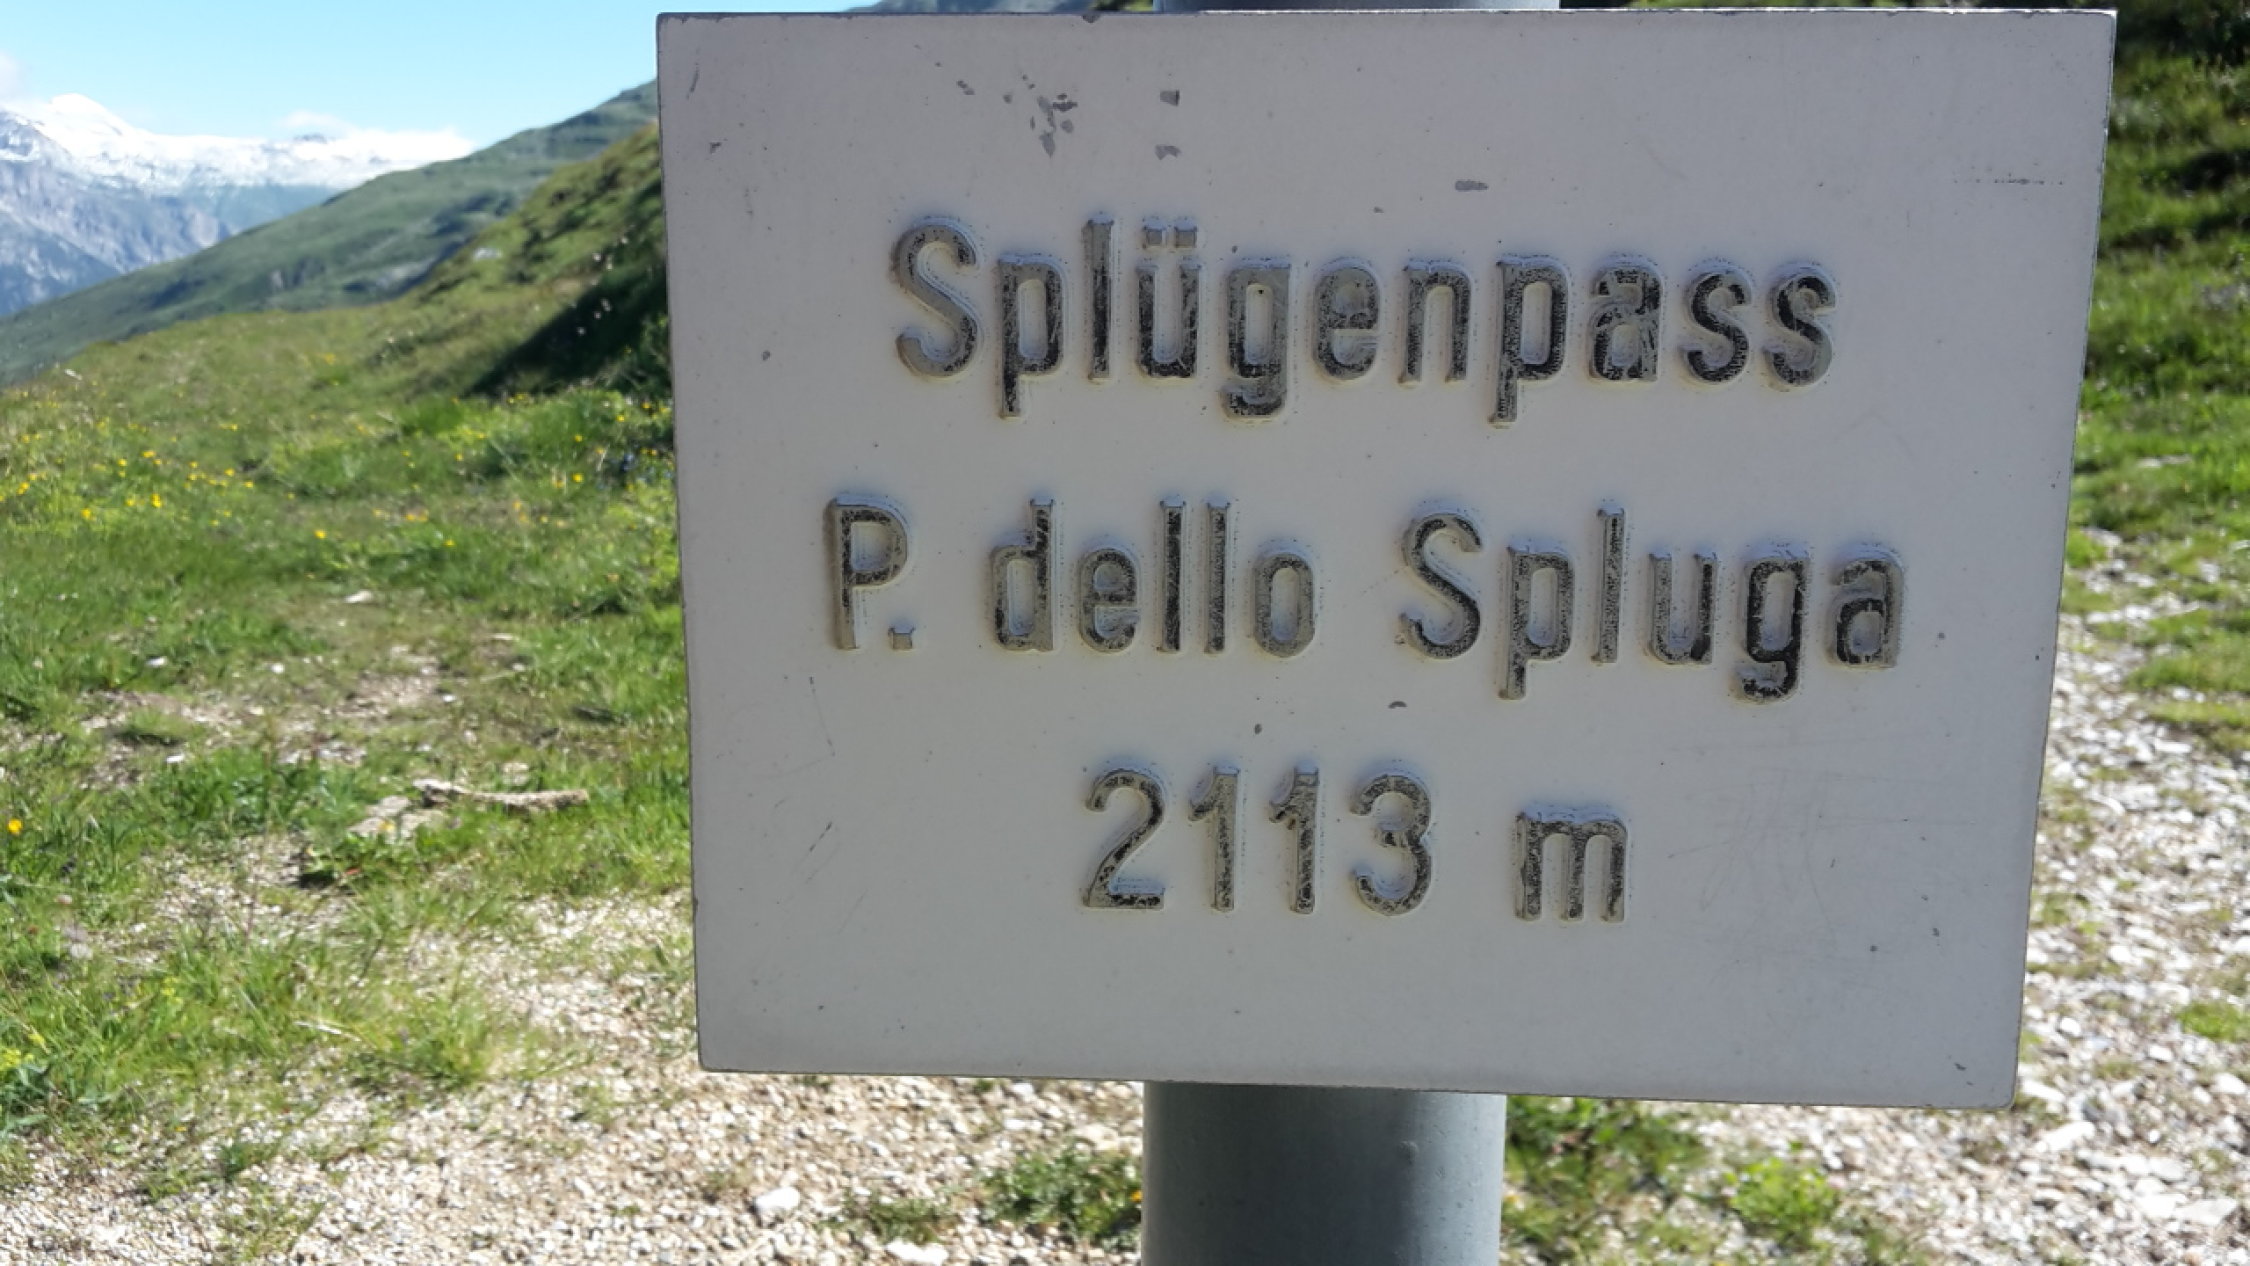 Splügenpass
P. dello Spluga
2113 m